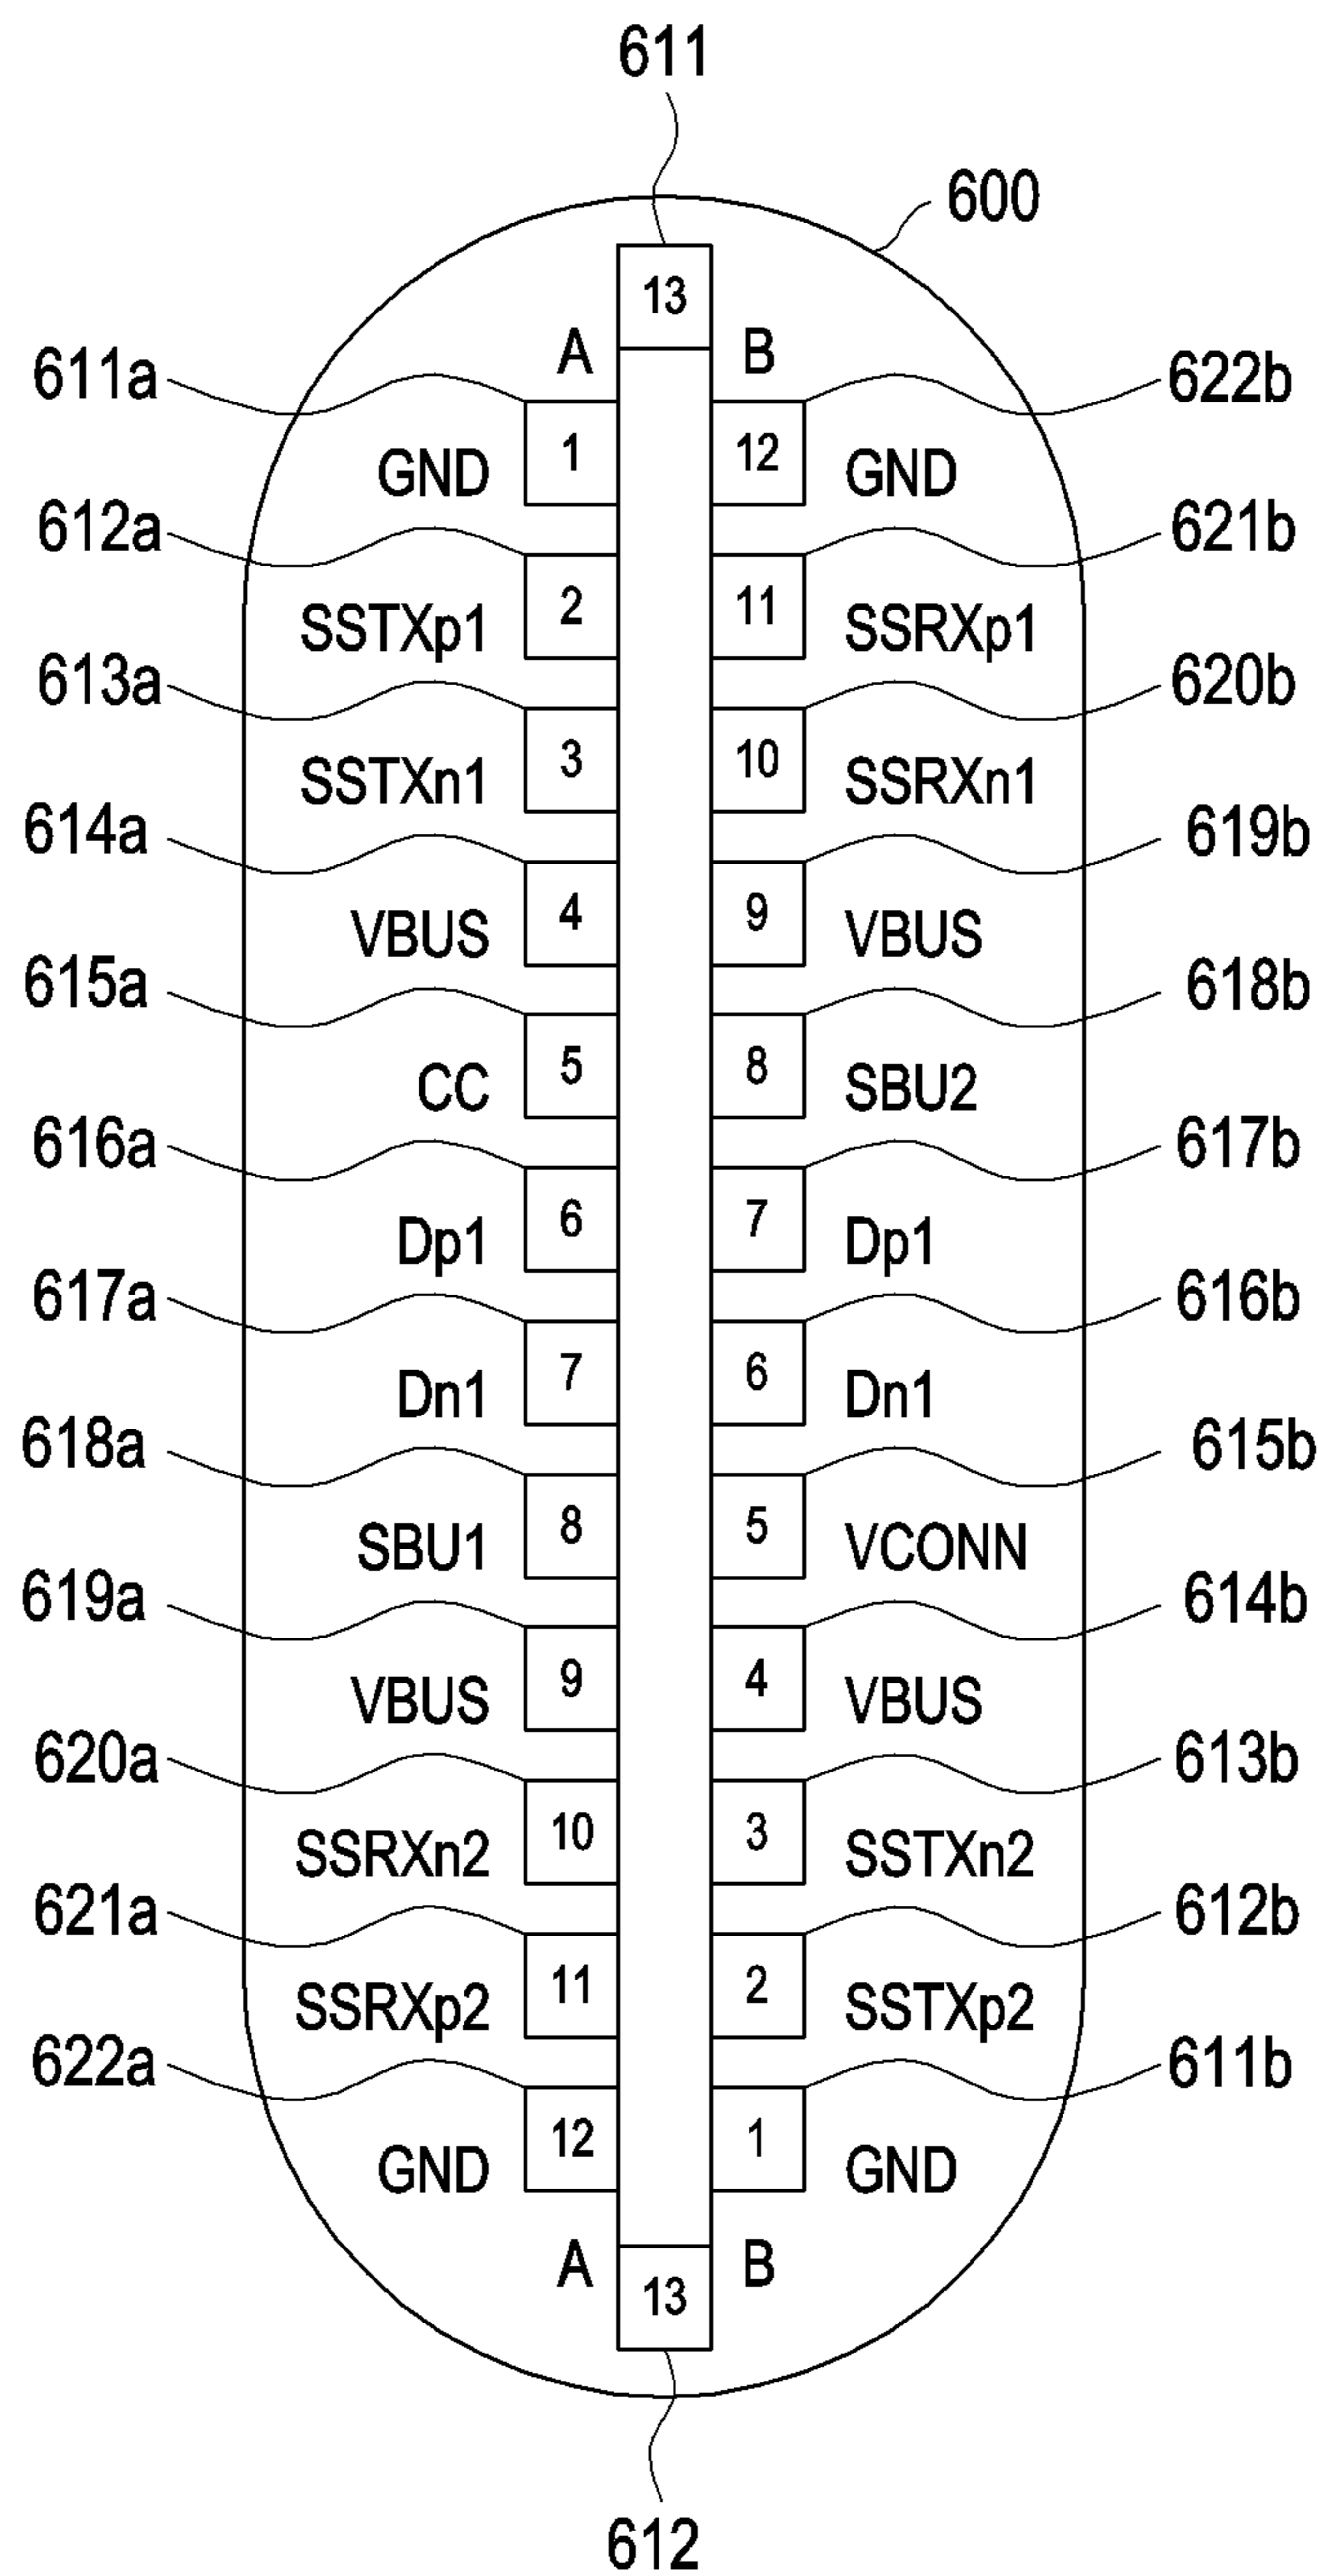 611
600
13
A B
611a 622b
1 12
GND GND
612a 621b
2 11
SSTXp1 SSRXp1
613a 620b
3 10
SSTXn1 SSRXn1
614a 619b
4 9
VBUS VBUS
615a 618b
5 8
CC SBU2
616a 617b
6 7
Dp1 Dp1
617a 616b
7 6
Dn1 Dn1
618a 615b
8 5
SBU1 VCONN
619a 614b
9 4
VBUS VBUS
620a 613b
10 3
SSRXn2 SSTXn2
621a 612b
11 2
SSRXp2 SSTXp2
622a 611b
12 1
GND GND
A B
13
612